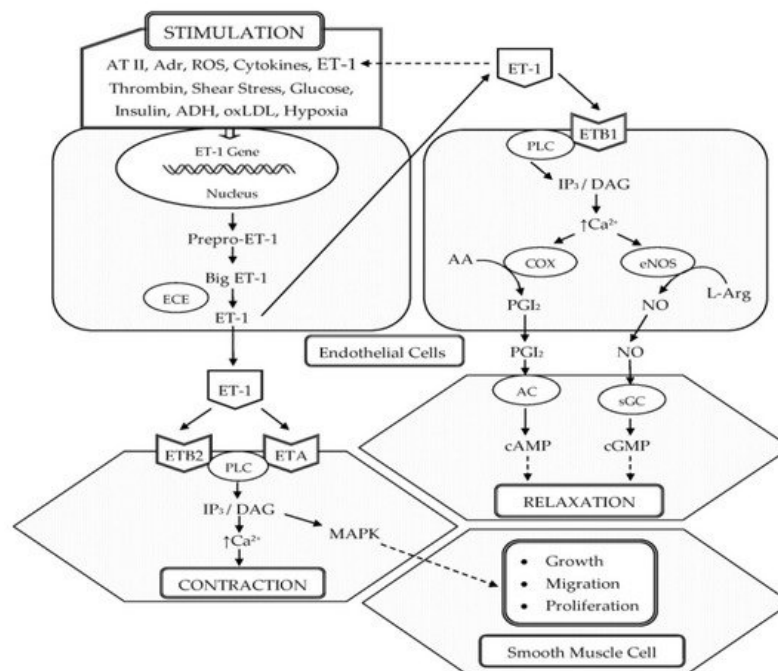 STIMULATION
AT II, Adr, ROS, Cytokines, ET-1
Thrombin, Shear Stress, Glucose,
Insulin, ADH, oxLDL, Hypoxia
ET-1 Gene
Nucleus
Prepro-ET-1
Big ET-1
ECE
ET-1
ET-1
ETB1
PLC
IP₃ / DAG
↑Ca²⁺
AA
COX
eNOS
L-Arg
PGI₂
NO
Endothelial Cells
PGI₂
NO
AC
sGC
cAMP
cGMP
RELAXATION
ET-1
ETB2
ETA
PLC
IP₃ / DAG
MAPK
↑Ca²⁺
CONTRACTION
• Growth
• Migration
• Proliferation
Smooth Muscle Cell